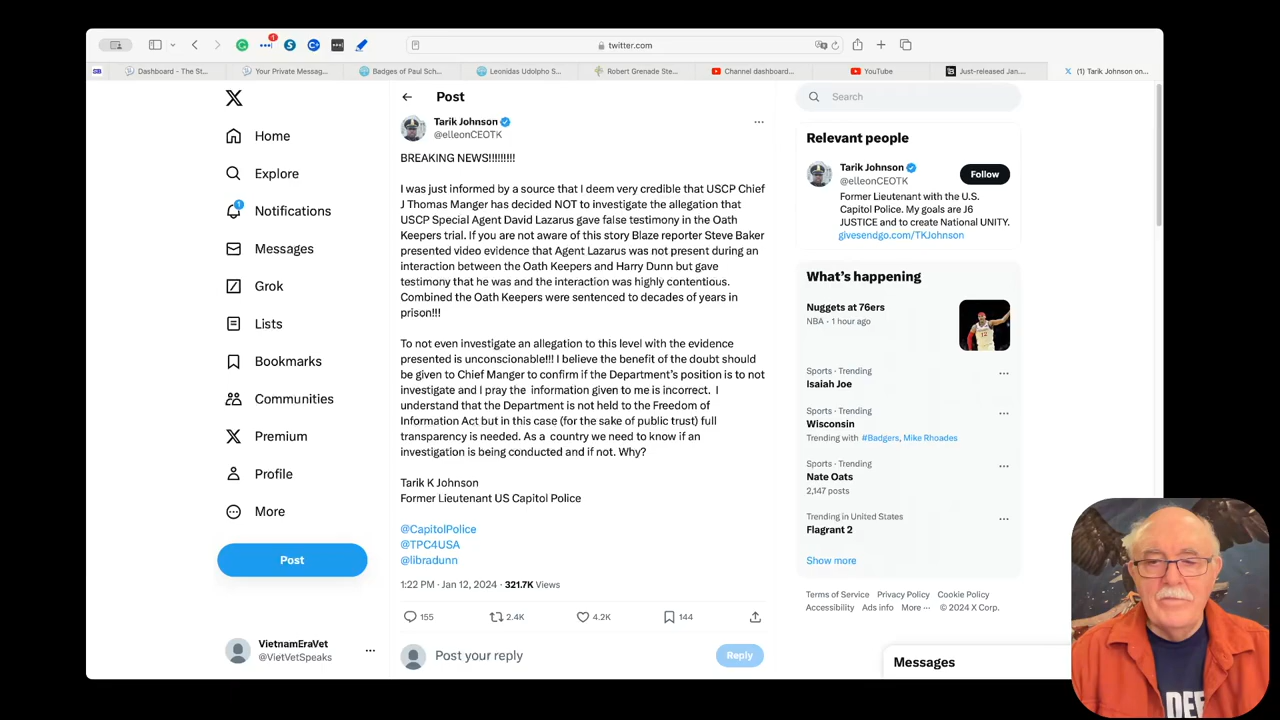 twitter.com
1
SB
Dashboard - The St...
Your Private Messag...
Badges of Paul Sch...
Leonidas Udolpho S...
Robert Grenade Ste...
Channel dashboard...
YouTube
Just-released Jan....
(1) Tarik Johnson on...
Home
Explore
1
Notifications
Messages
Grok
Lists
Bookmarks
Communities
Premium
Profile
More
Post
VietnamEraVet
@VietVetSpeaks
Post
Tarik Johnson
@elleonCEOTK
BREAKING NEWS!!!!!!!!!
I was just informed by a source that I deem very credible that USCP Chief
J Thomas Manger has decided NOT to investigate the allegation that
USCP Special Agent David Lazarus gave false testimony in the Oath
Keepers trial. If you are not aware of this story Blaze reporter Steve Baker
presented video evidence that Agent Lazarus was not present during an
interaction between the Oath Keepers and Harry Dunn but gave
testimony that he was and the interaction was highly contentious.
Combined the Oath Keepers were sentenced to decades of years in
prison!!!
To not even investigate an allegation to this level with the evidence
presented is unconscionable!!! I believe the benefit of the doubt should
be given to Chief Manger to confirm if the Department's position is to not
investigate and I pray the information given to me is incorrect. I
understand that the Department is not held to the Freedom of
Information Act but in this case (for the sake of public trust) full
transparency is needed. As a country we need to know if an
investigation is being conducted and if not. Why?
Tarik K Johnson
Former Lieutenant US Capitol Police
@CapitolPolice
@TPC4USA
@libradunn
1:22 PM · Jan 12, 2024 · 321.7K Views
155 2.4K 4.2K 144
Post your reply
Reply
Search
Relevant people
Tarik Johnson
@elleonCEOTK
Follow
Former Lieutenant with the U.S.
Capitol Police. My goals are J6
JUSTICE and to create National UNITY.
givesendgo.com/TKJohnson
What's happening
Nuggets at 76ers
NBA · 1 hour ago
Sports · Trending
Isaiah Joe
Sports · Trending
Wisconsin
Trending with #Badgers, Mike Rhoades
Sports · Trending
Nate Oats
2,147 posts
Trending in United States
Flagrant 2
Show more
Terms of Service Privacy Policy Cookie Policy
Accessibility Ads info More ··· © 2024 X Corp.
Messages